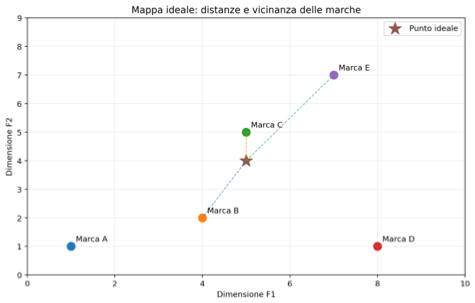 Mappa ideale: distanze e vicinanza delle marche
Punto ideale
Marca E
Marca C
Marca B
Marca A
Marca D
Dimensione F2
9
8
7
6
5
4
3
2
1
0
0 2 4 6 8 10
Dimensione F1